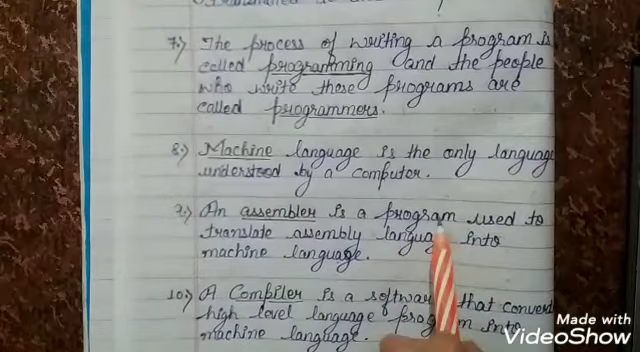 7.) The process of writing a program is
called programming and the people
who write these programs are
called programmers.
8.) Machine language is the only language
understood by a computer.
9.) An assembler is a program used to
translate assembly language into
machine language.
10.) A Compiler is a software that convert
high level language program into
machine language.
Made with
VideoShow